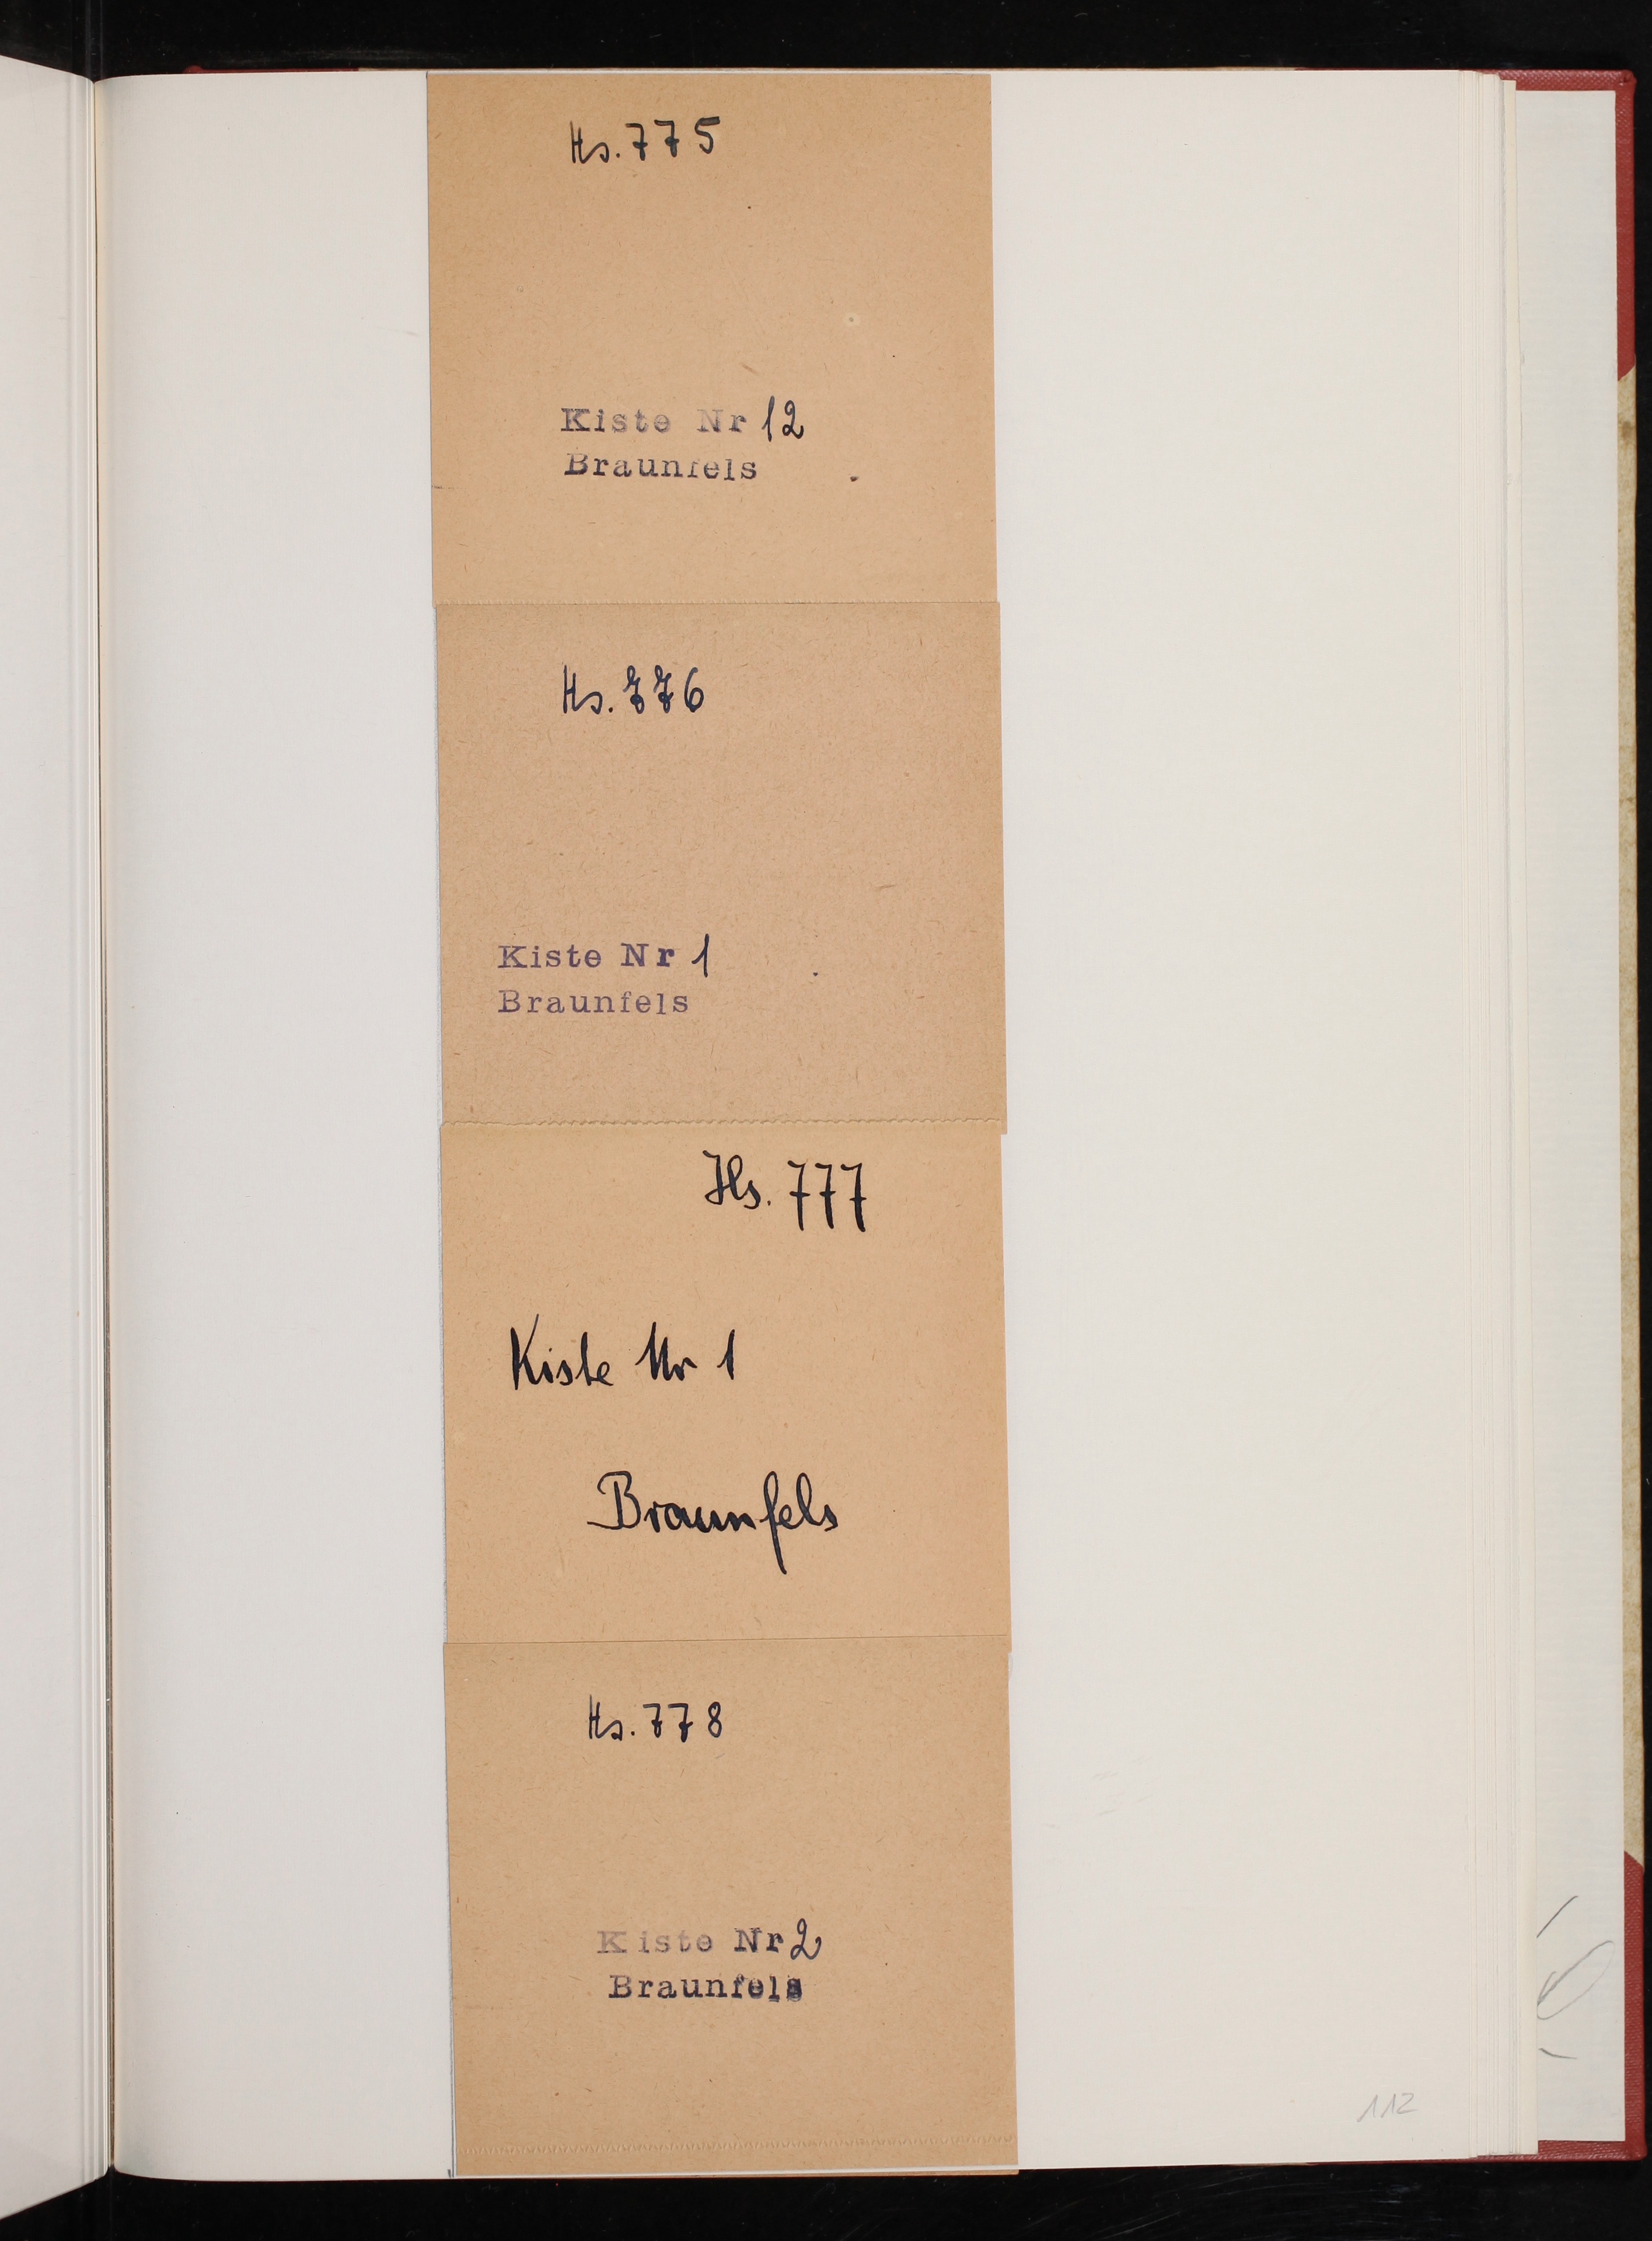 Hs. 775
Kiste Nr 12
Braunfels
Hs. 776
Kiste Nr 1
Braunfels
Hs. 777
Kiste Nr 1
Braunfels
Hs. 778
Kiste Nr 2
Braunfels
112